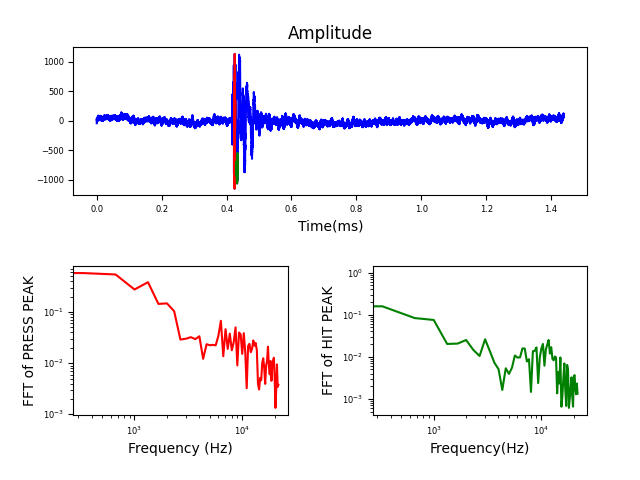 Amplitude
1000
500
0
−500
−1000
0.0 0.2 0.4 0.6 0.8 1.0 1.2 1.4
Time(ms)
FFT of PRESS PEAK
10⁻¹
10⁻²
10⁻³
10³ 10⁴
Frequency (Hz)
FFT of HIT PEAK
10⁰
10⁻¹
10⁻²
10⁻³
10³ 10⁴
Frequency(Hz)